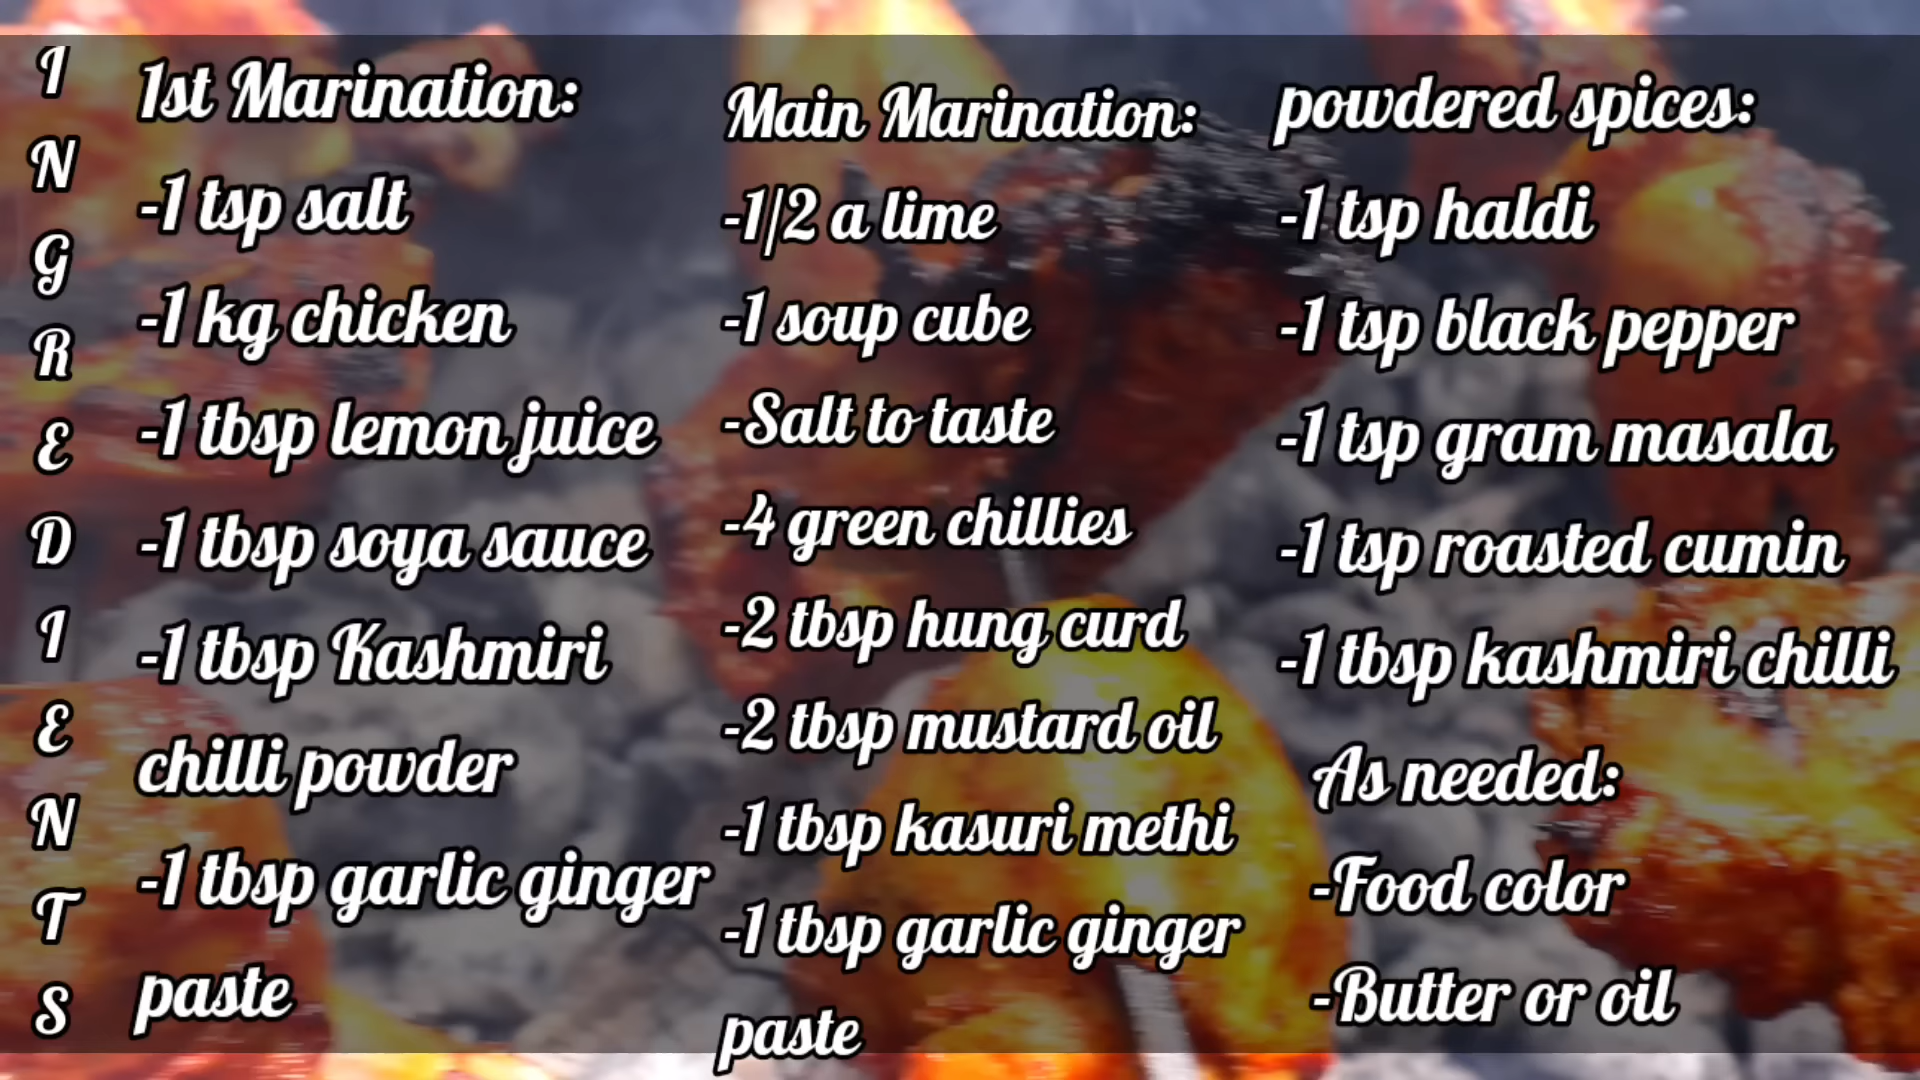 INGREDIENTS
1st Marination:
-1 tsp salt
-1 kg chicken
-1 tbsp lemon juice
-1 tbsp soya sauce
-1 tbsp Kashmiri
chilli powder
-1 tbsp garlic ginger
paste
Main Marination:
-1/2 a lime
-1 soup cube
-Salt to taste
-4 green chillies
-2 tbsp hung curd
-2 tbsp mustard oil
-1 tbsp kasuri methi
-1 tbsp garlic ginger
paste
powdered spices:
-1 tsp haldi
-1 tsp black pepper
-1 tsp gram masala
-1 tsp roasted cumin
-1 tbsp kashmiri chilli
As needed:
-Food color
-Butter or oil